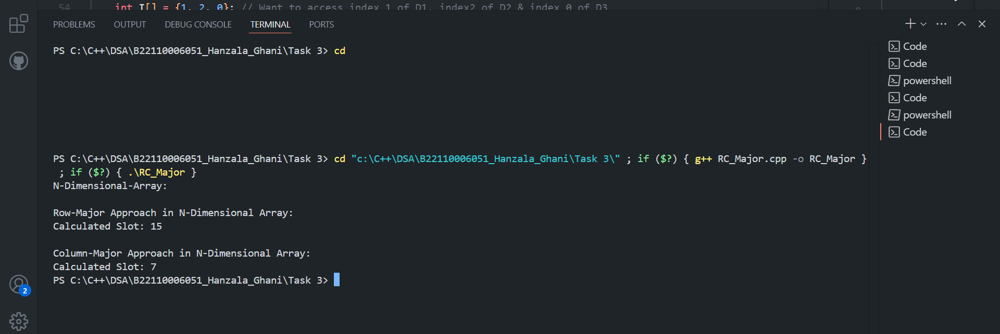 54 int T[] = {1, 2, 0}; // Want to access index 1 of D1, index2 of D2 & index 0 of D3
PROBLEMS OUTPUT DEBUG CONSOLE TERMINAL PORTS
PS C:\C++\DSA\B22110006051_Hanzala_Ghani\Task 3> cd
Code
Code
powershell
Code
powershell
Code
PS C:\C++\DSA\B22110006051_Hanzala_Ghani\Task 3> cd "c:\C++\DSA\B22110006051_Hanzala_Ghani\Task 3\" ; if ($?) { g++ RC_Major.cpp -o RC_Major }
; if ($?) { .\RC_Major }
N-Dimensional-Array:
Row-Major Approach in N-Dimensional Array:
Calculated Slot: 15
Column-Major Approach in N-Dimensional Array:
Calculated Slot: 7
PS C:\C++\DSA\B22110006051_Hanzala_Ghani\Task 3>
2